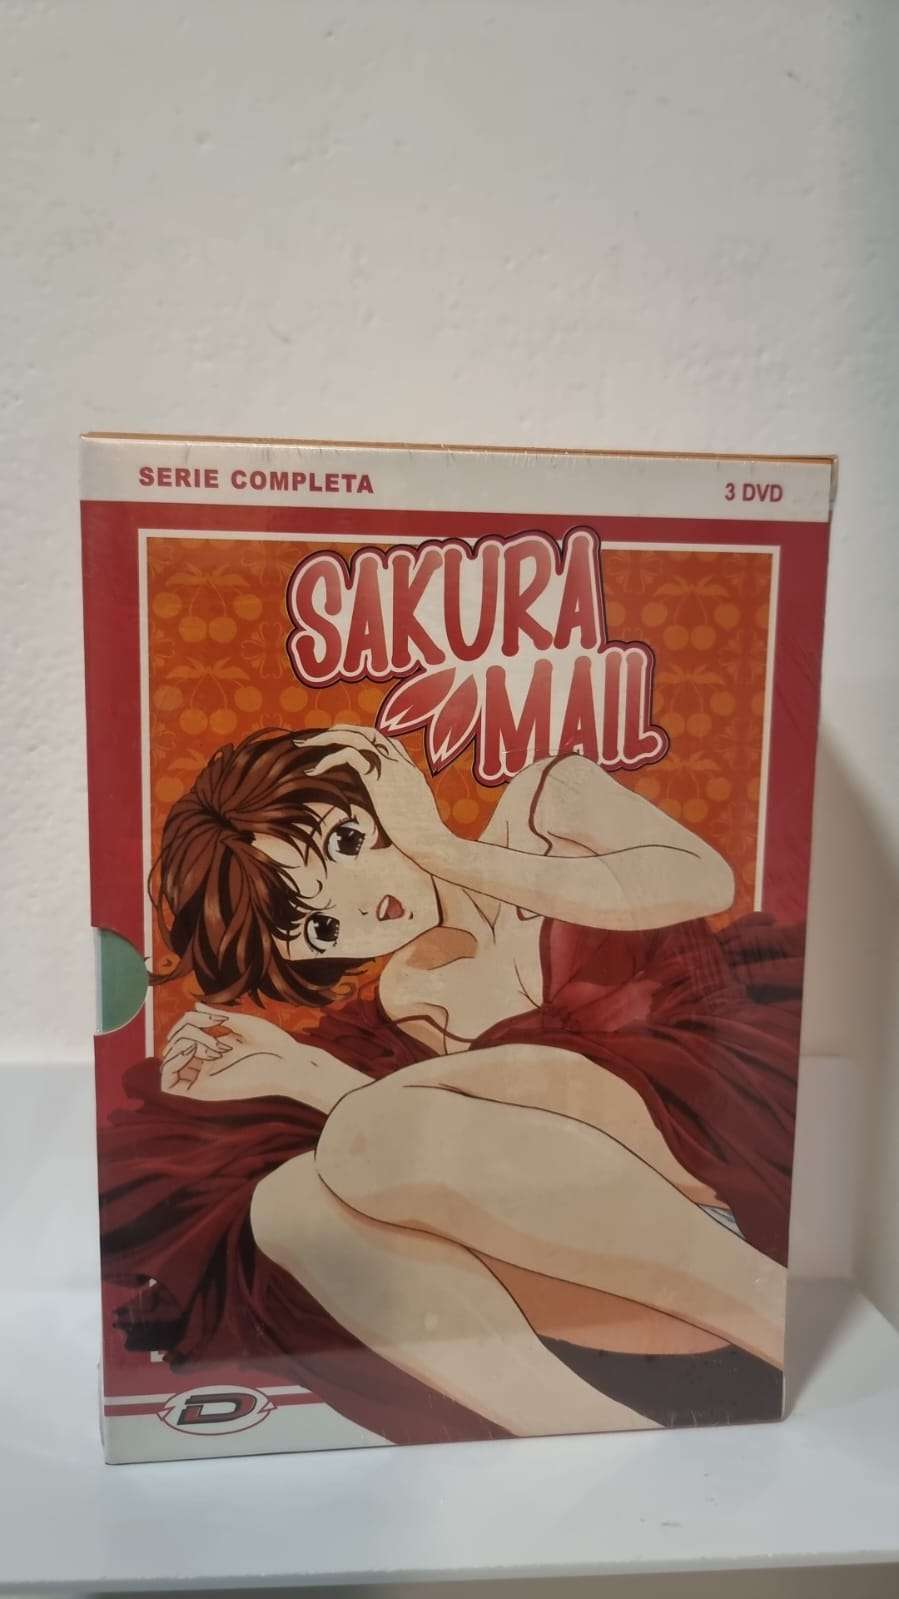 SERIE COMPLETA
3 DVD
SAKURA
MAIL
D